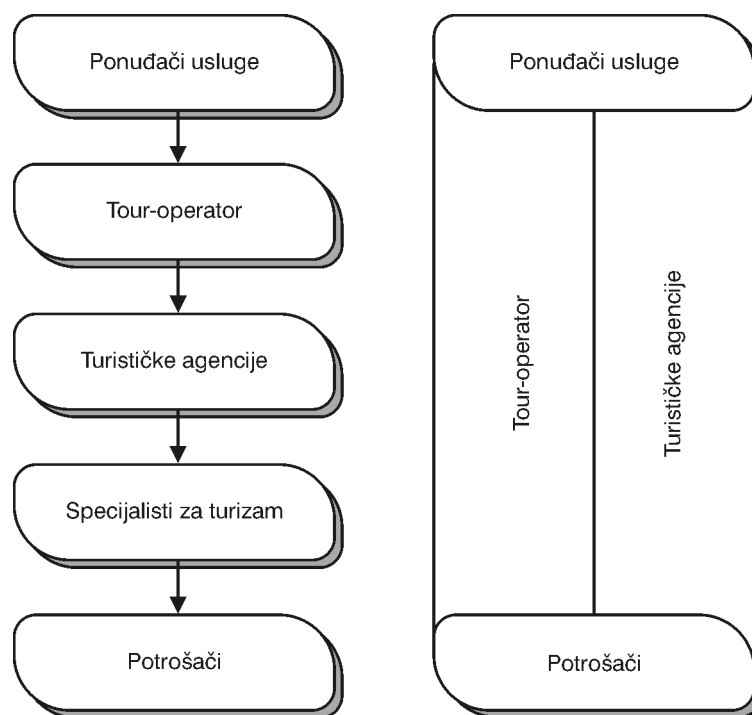 Ponuđači usluge
Tour-operator
Turističke agencije
Specijalisti za turizam
Potrošači
Ponuđači usluge
Tour-operator
Turističke agencije
Potrošači